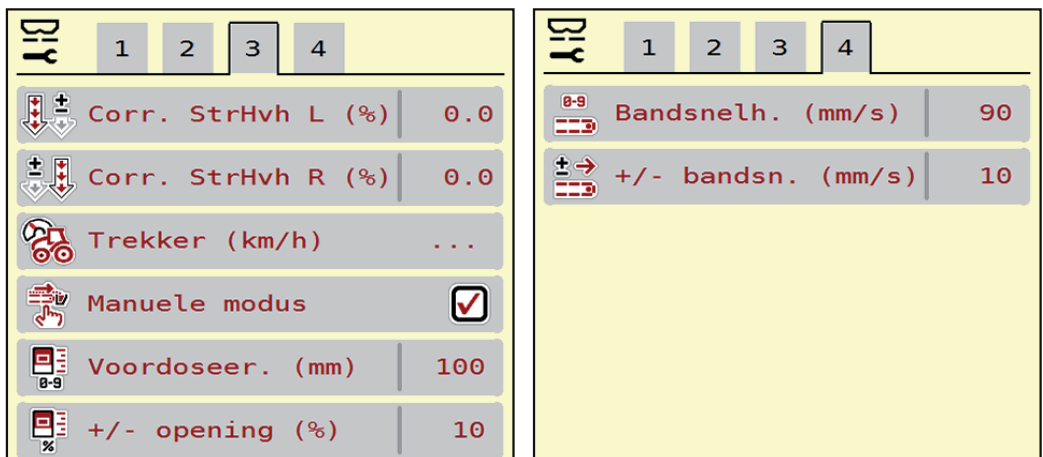 1 2 3 4
Corr. StrHvh L (%) 0.0
Corr. StrHvh R (%) 0.0
Trekker (km/h) ...
Manuele modus
0-9 Voordoseer. (mm) 100
% +/- opening (%) 10
1 2 3 4
0-9 Bandsnelh. (mm/s) 90
+/- bandsn. (mm/s) 10